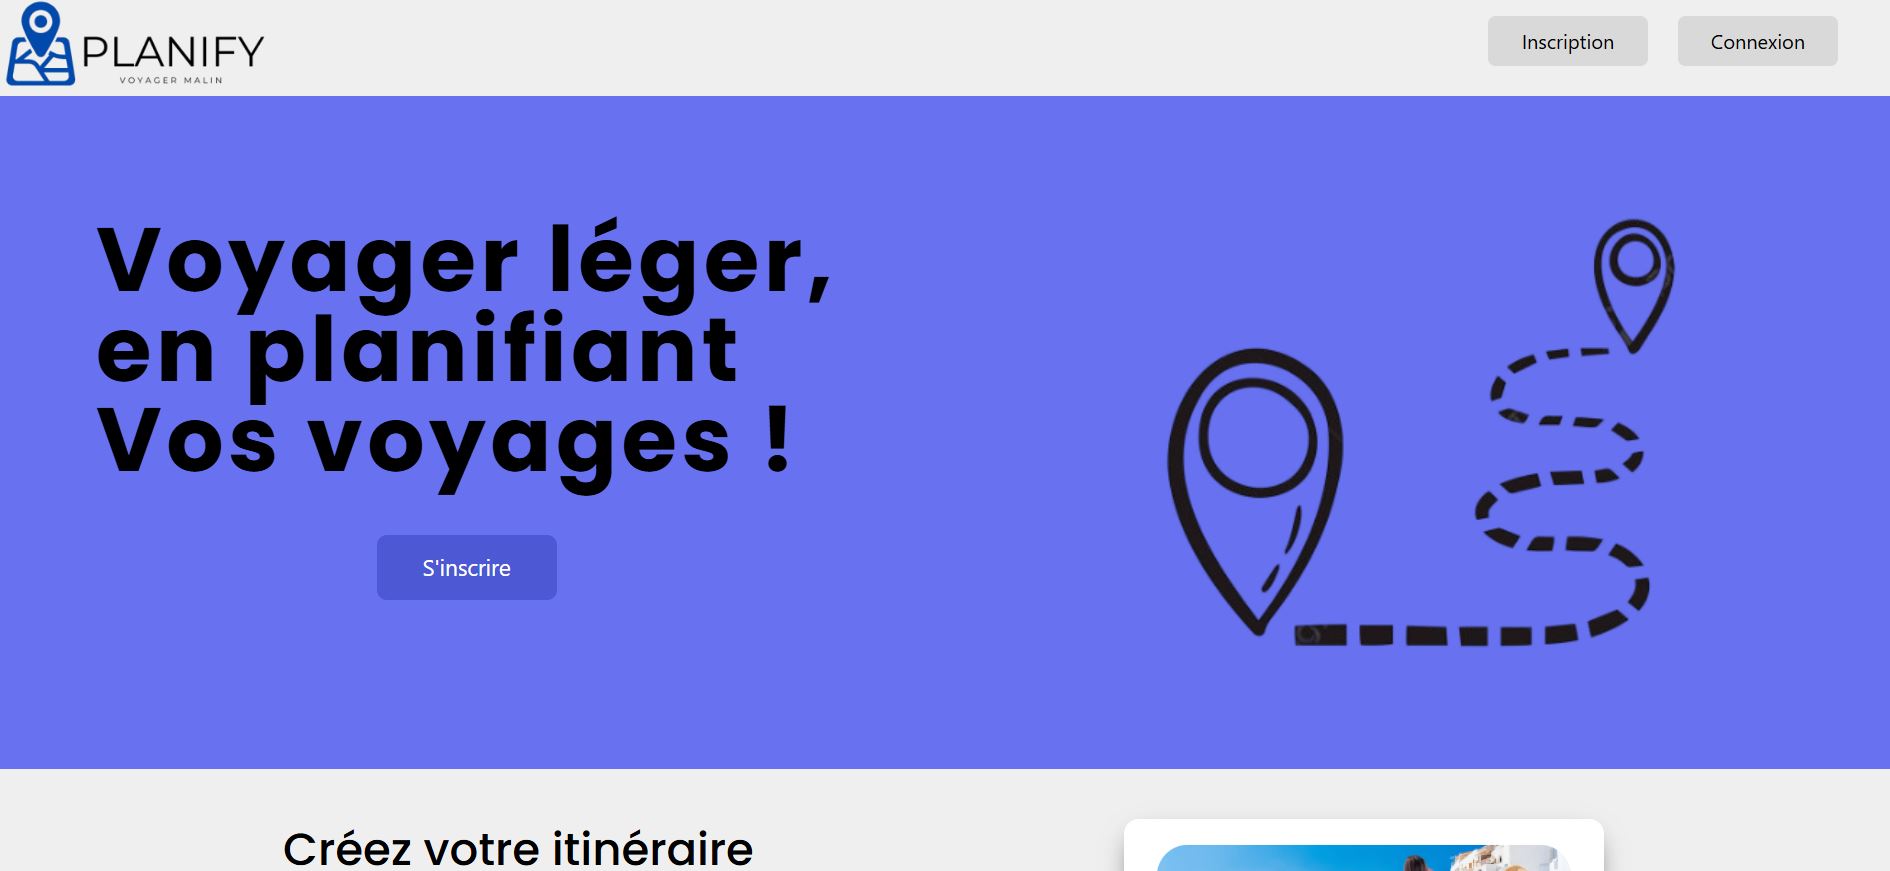 PLANIFY
VOYAGER MALIN
Inscription
Connexion
Voyager léger,
en planifiant
Vos voyages !
S'inscrire
Créez votre itinéraire